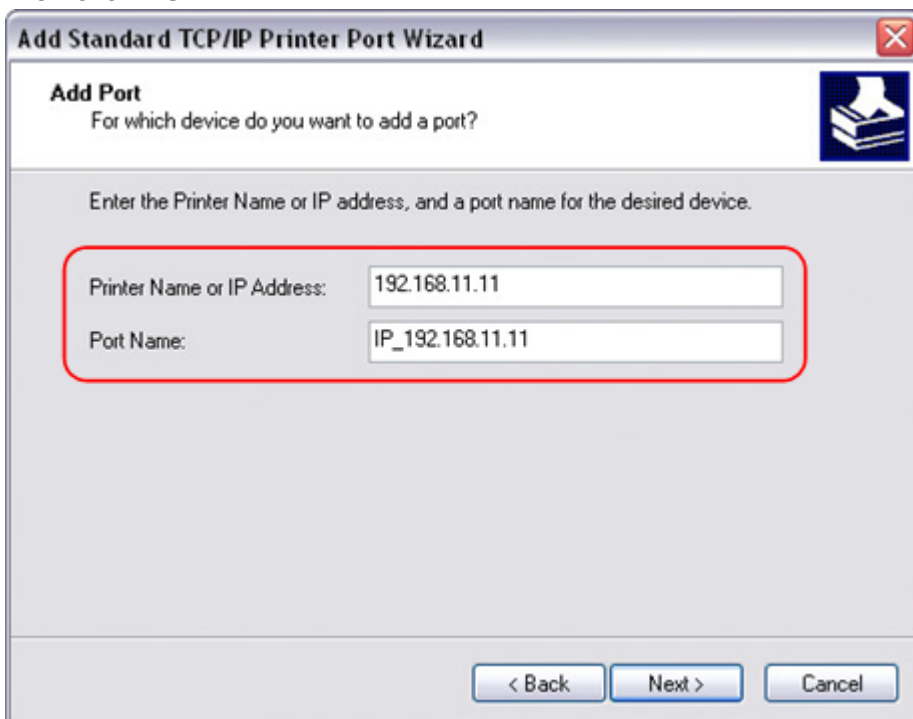 Add Standard TCP/IP Printer Port Wizard
Add Port
For which device do you want to add a port?
Enter the Printer Name or IP address, and a port name for the desired device.
Printer Name or IP Address: 192.168.11.11
Port Name: IP_192.168.11.11
< Back Next > Cancel